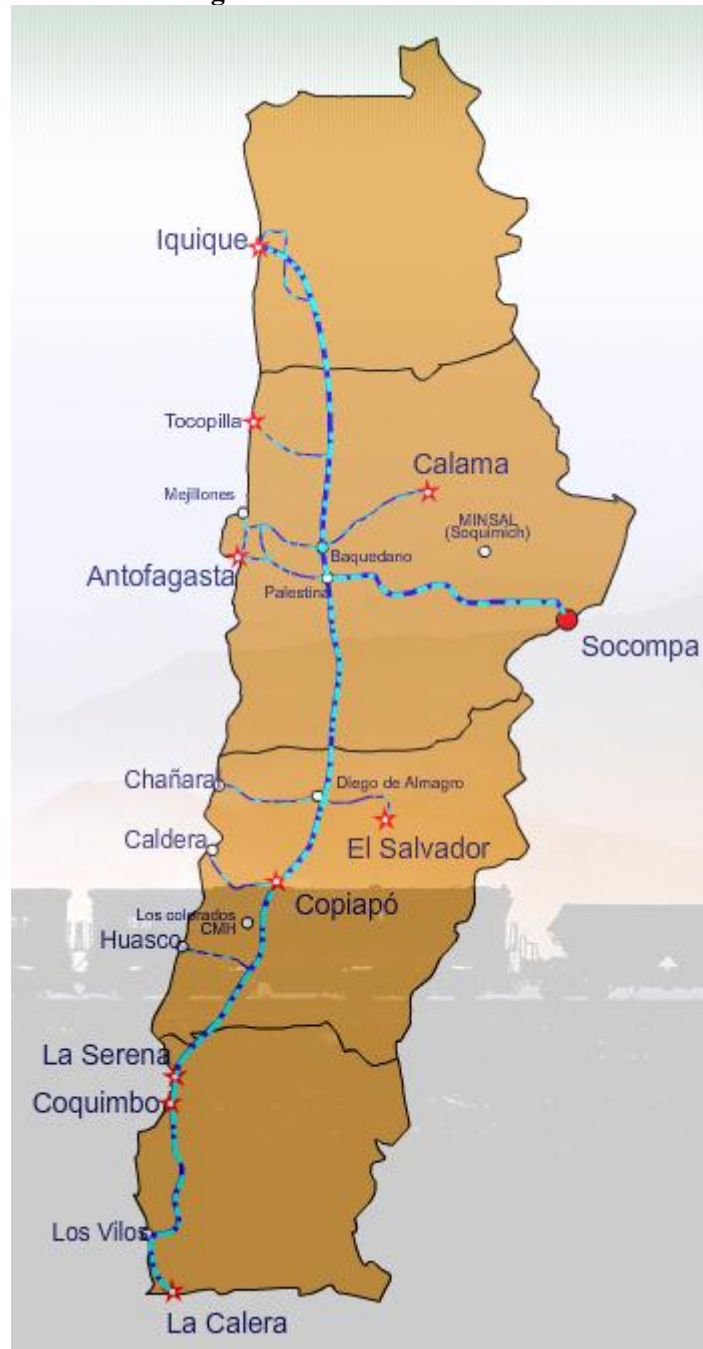 Iquique
Tocopilla
Calama
Mejillones
MINSAL
(Soquimich)
Baquedano
Antofagasta
Palestina
Socompa
Chañara
Diego de Almagro
Caldera
El Salvador
Copiapó
Los colorados
CMH
Huasco
La Serena
Coquimbo
Los Vilos
La Calera